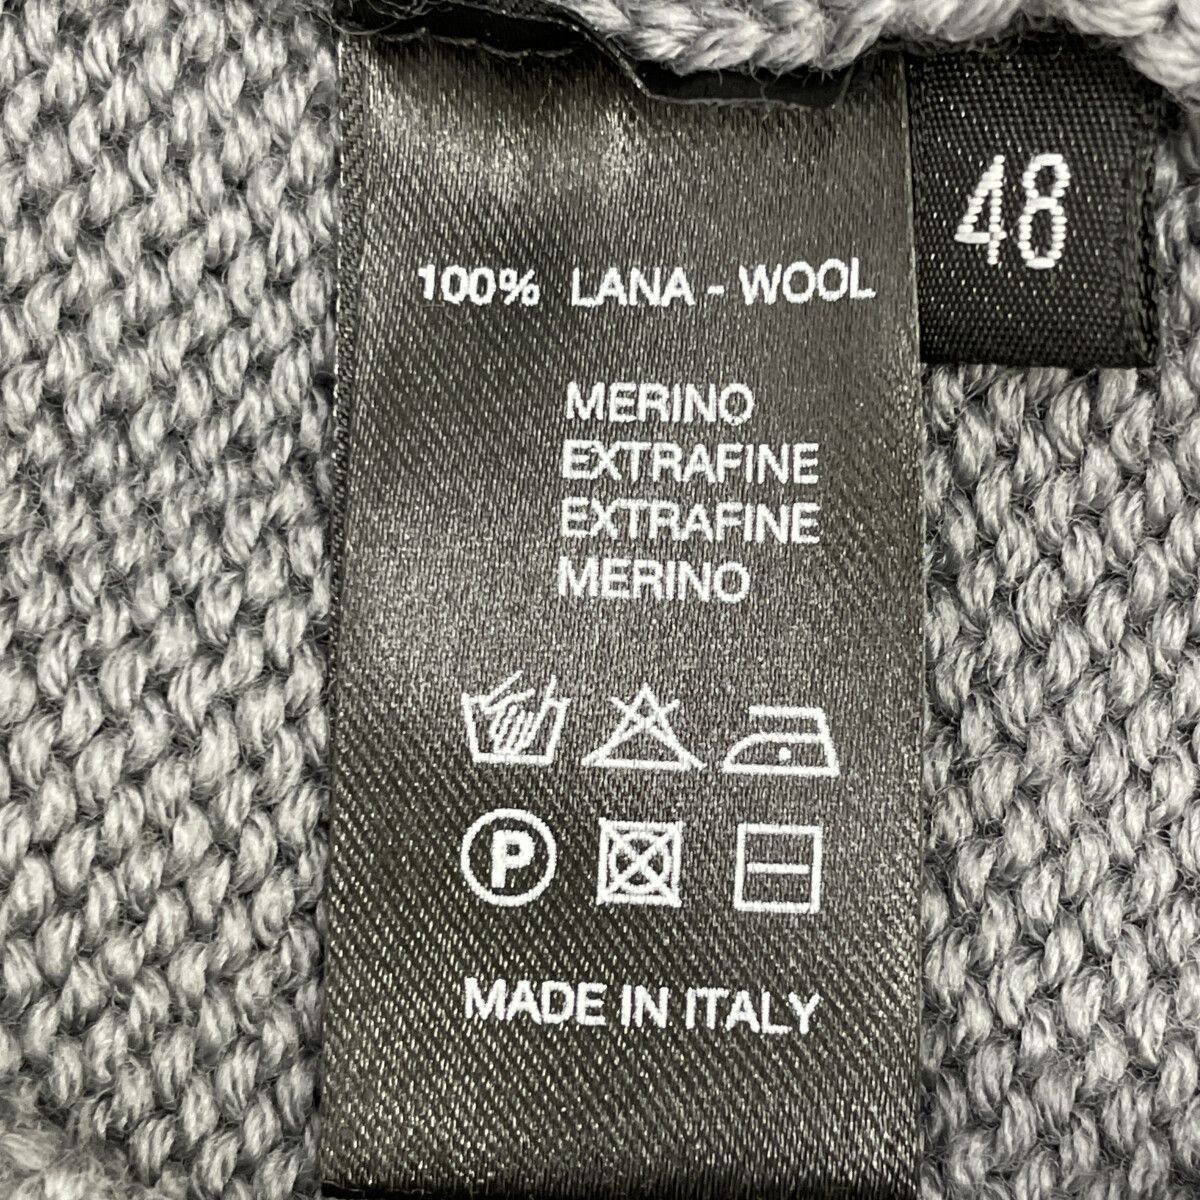 48
100% LANA - WOOL
MERINO
EXTRAFINE
EXTRAFINE
MERINO
P
MADE IN ITALY